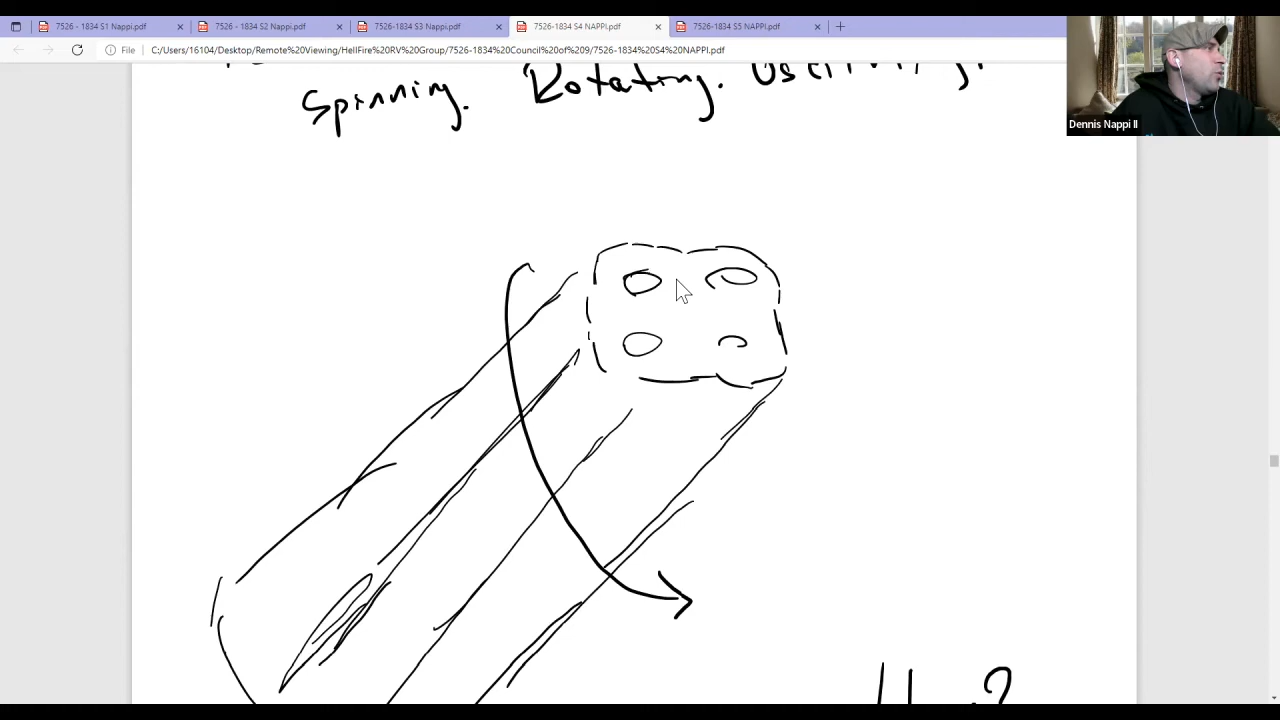 7526 - 1834 S1 Nappi.pdf
7526 - 1834 S2 Nappi.pdf
7526-1834 S3 Nappi.pdf
7526-1834 S4 NAPPI.pdf
7526-1834 S5 NAPPI.pdf
File
C:/Users/16104/Desktop/Remote%20Viewing/HellFire%20RV%20Group/7526-1834%20Council%20of%209/7526-1834%20S4%20NAPPI.pdf
Spinning. Rotating.
Dennis Nappi II